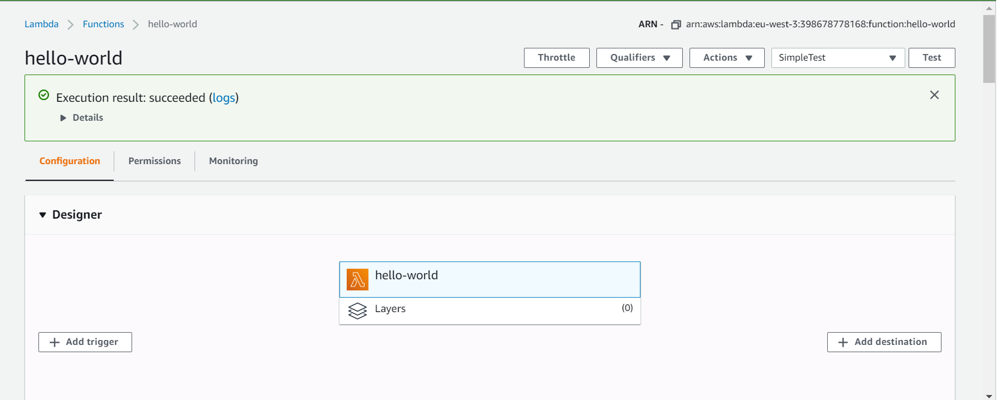 Lambda > Functions > hello-world ARN - arn:aws:lambda:eu-west-3:398678778168:function:hello-world
hello-world Throttle Qualifiers Actions SimpleTest Test
Execution result: succeeded (logs)
Details
Configuration Permissions Monitoring
Designer
hello-world
Layers (0)
+ Add trigger + Add destination